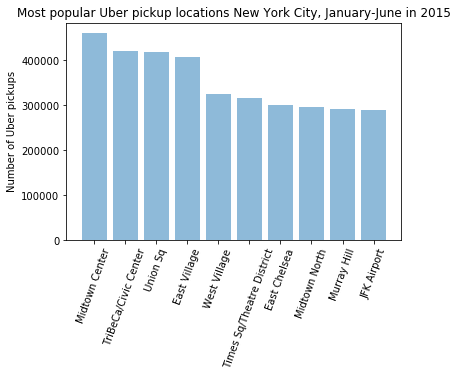 Most popular Uber pickup locations New York City, January-June in 2015
Number of Uber pickups
400000
300000
200000
100000
0
Midtown Center
TriBeCa/Civic Center
Union Sq
East Village
West Village
Times Sq/Theatre District
East Chelsea
Midtown North
Murray Hill
JFK Airport